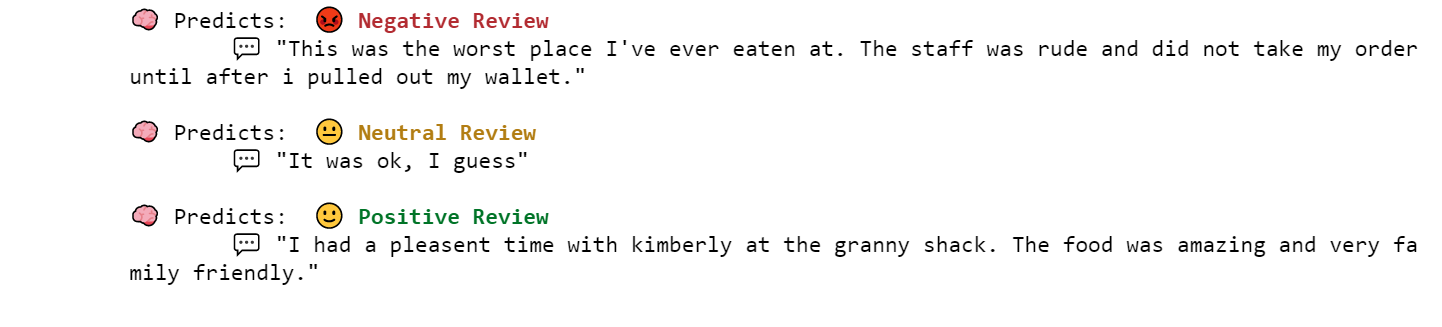 🧠 Predicts: 😡 Negative Review
💬 "This was the worst place I've ever eaten at. The staff was rude and did not take my order
until after i pulled out my wallet."
🧠 Predicts: 😐 Neutral Review
💬 "It was ok, I guess"
🧠 Predicts: 🙂 Positive Review
💬 "I had a pleasent time with kimberly at the granny shack. The food was amazing and very fa
mily friendly."